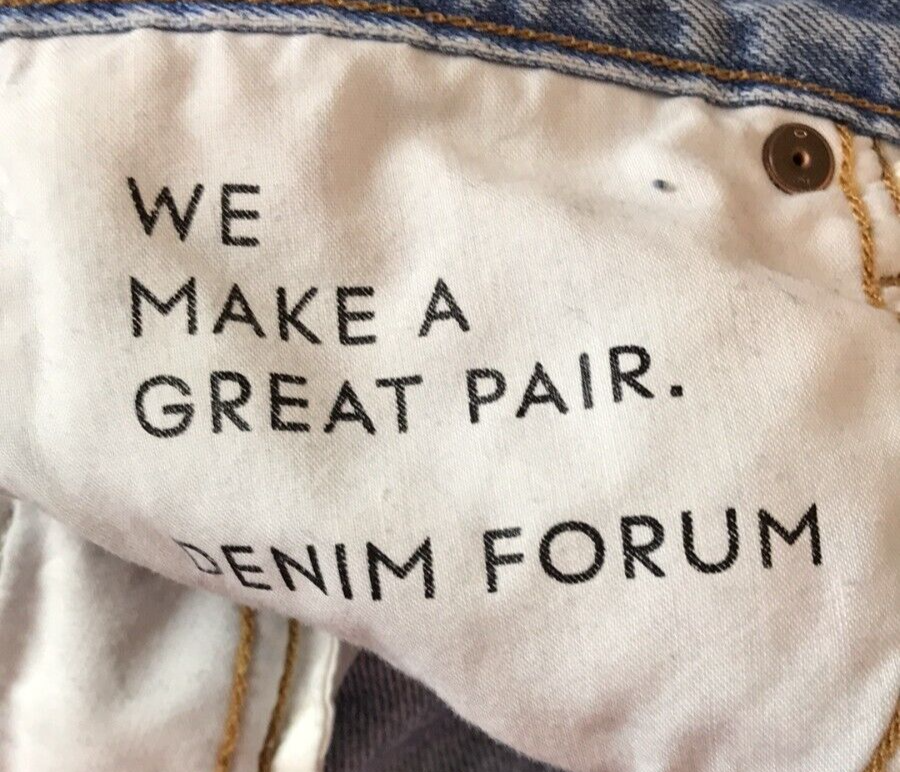 WE
MAKE A
GREAT PAIR.
DENIM FORUM